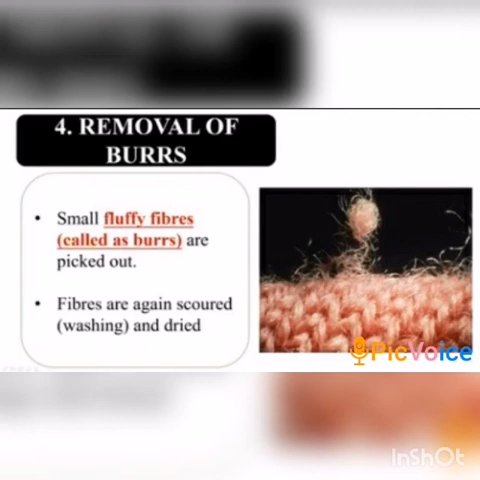 4. REMOVAL OF
BURRS
• Small fluffy fibres
(called as burrs) are
picked out.
• Fibres are again scoured
(washing) and dried
PicVoice
InShOt